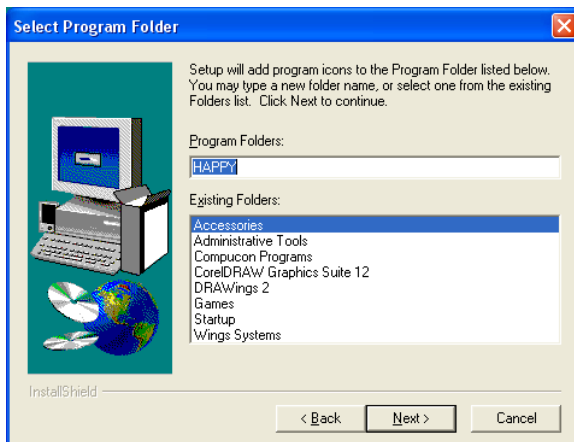 Select Program Folder
Setup will add program icons to the Program Folder listed below.
You may type a new folder name, or select one from the existing
Folders list. Click Next to continue.
Program Folders:
HAPPY
Existing Folders:
Accessories
Administrative Tools
Compucon Programs
CorelDRAW Graphics Suite 12
DRAWings 2
Games
Startup
Wings Systems
InstallShield
< Back
Next >
Cancel